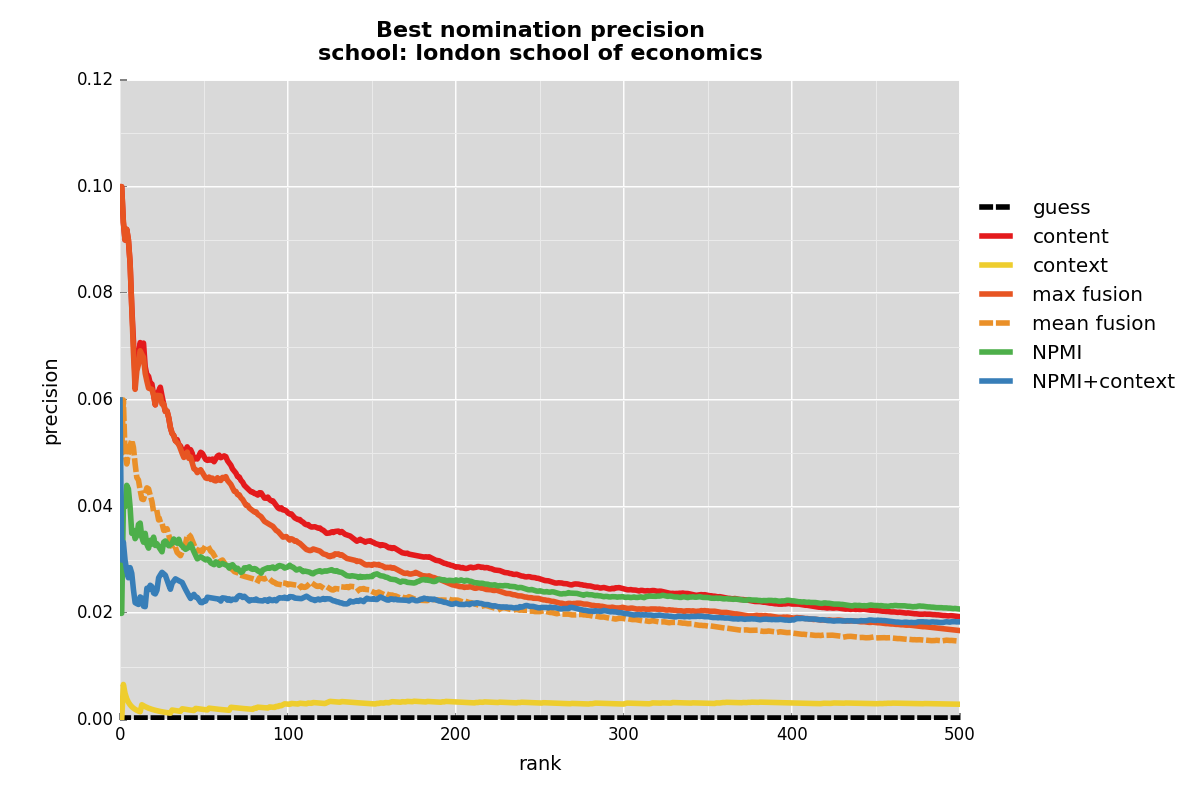 Best nomination precision
school: london school of economics
precision
0.12
0.10
0.08
0.06
0.04
0.02
0.00
0 100 200 300 400 500
rank
guess
content
context
max fusion
mean fusion
NPMI
NPMI+context